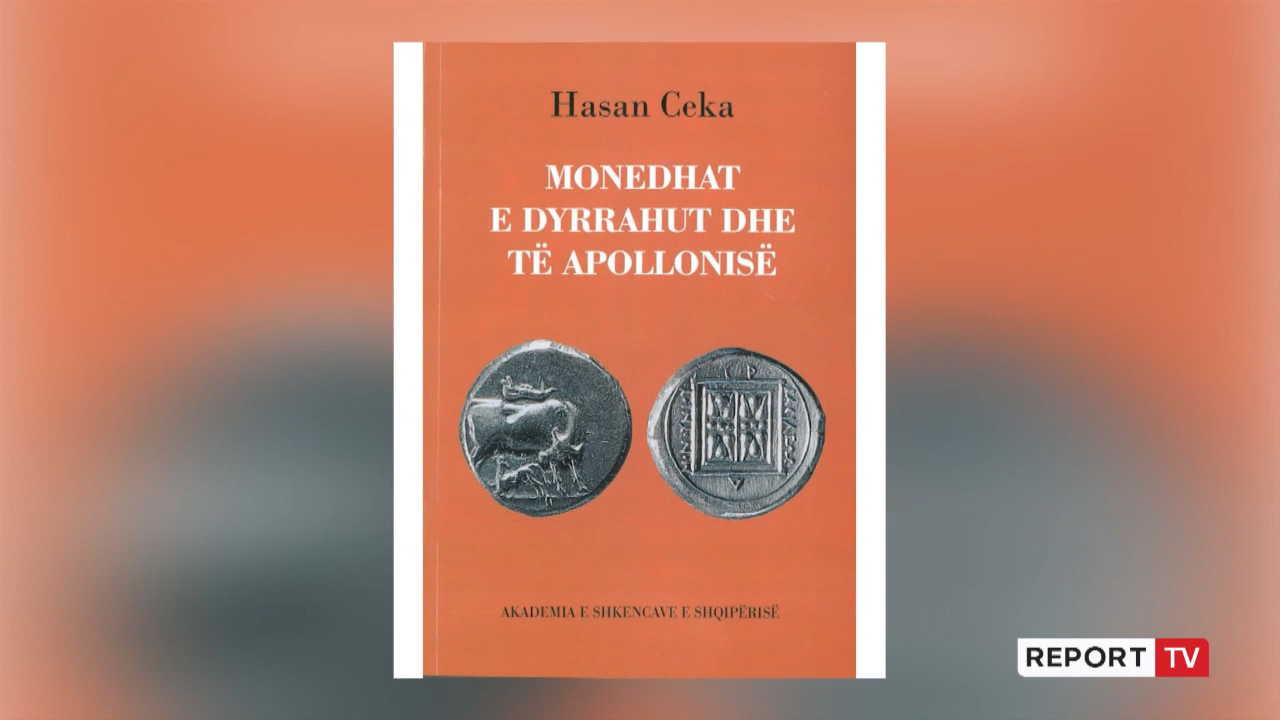 Hasan Ceka
MONEDHAT
E DYRRAHUT DHE
TË APOLLONISË
AKADEMIA E SHKENCAVE E SHQIPËRISË
REPORT TV